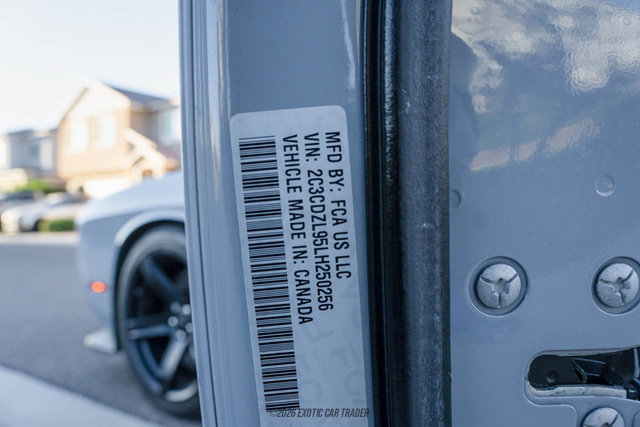 MFD BY: FCA US LLC
VIN: 2C3CDZL95LH250256
VEHICLE MADE IN: CANADA
©2026 EXOTIC CAR TRADER